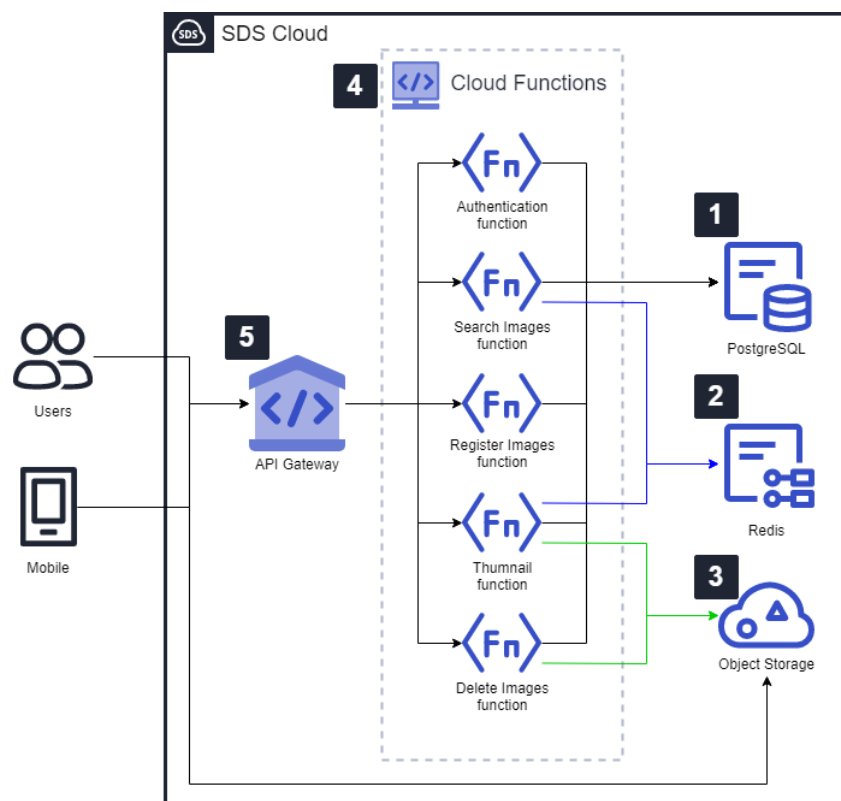 SDS
SDS Cloud
4
</>
Cloud Functions
Fn
Authentication
function
1
Fn
Search Images
function
PostgreSQL
5
</>
API Gateway
Users
Fn
Register Images
function
2
Redis
Mobile
Fn
Thumnail
function
3
Object Storage
Fn
Delete Images
function